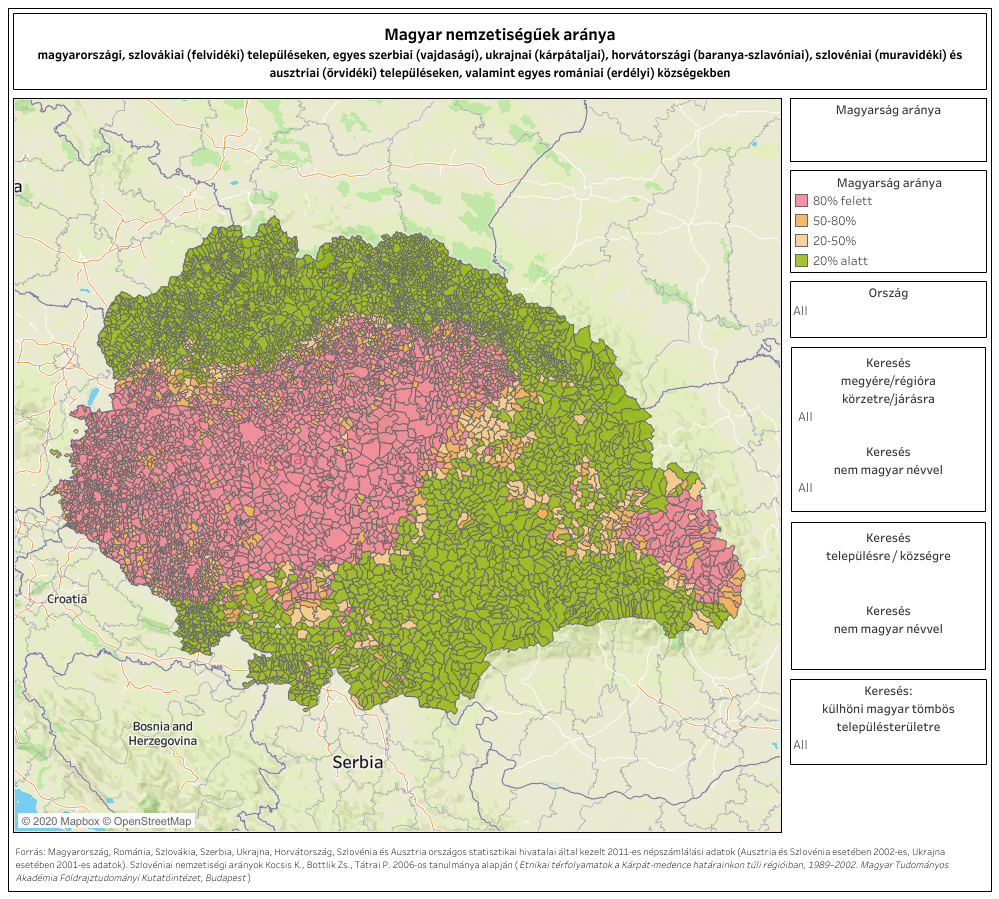 Magyar nemzetiségűek aránya
magyarországi, szlovákiai (felvidéki) településeken, egyes szerbiai (vajdasági), ukrajnai (kárpátaljai), horvátországi (baranya-szlavóniai), szlovéniai (muravidéki) és
ausztriai (őrvidéki) településeken, valamint egyes romániai (erdélyi) községekben
a
Croatia
Bosnia and
Herzegovina
Serbia
© 2020 Mapbox © OpenStreetMap
Magyarság aránya
Magyarság aránya
80% felett
50-80%
20-50%
20% alatt
Ország
All
Keresés
megyére/régióra
körzetre/járásra
All
Keresés
nem magyar névvel
All
Keresés
településre / községre
Keresés
nem magyar névvel
Keresés:
külhöni magyar tömbös
településterületre
All
Forrás: Magyarország, Románia, Szlovákia, Szerbia, Ukrajna, Horvátország, Szlovénia és Ausztria országos statisztikai hivatalai által kezelt 2011-es népszámlálási adatok (Ausztria és Szlovénia esetében 2002-es, Ukrajna
esetében 2001-es adatok). Szlovéniai nemzetiségi arányok Kocsis K., Bottlik Zs., Tátrai P. 2006-os tanulmánya alapján (Etnikai térfolyamatok a Kárpát-medence határainkon túli régióiban, 1989–2002. Magyar Tudományos
Akadémia Földrajztudományi Kutatóintézet, Budapest)